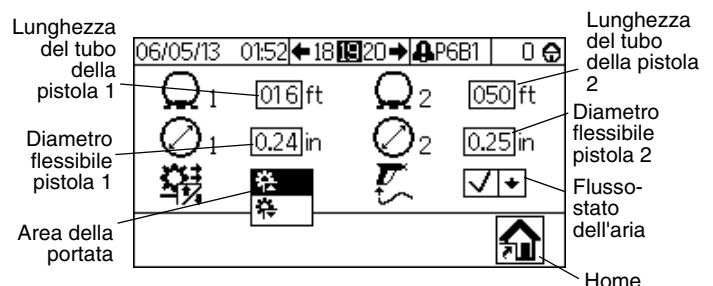 Lunghezza
del tubo
della
pistola 1
Diametro
flessibile
pistola 1
Area della
portata
06/05/13 01:52 18 19 20 P6B1 0
1 016 ft 2 050 ft
1 0.24 in 2 0.25 in
Lunghezza
del tubo
della pistola
2
Diametro
flessibile
pistola 2
Flusso-
stato
dell'aria
Home